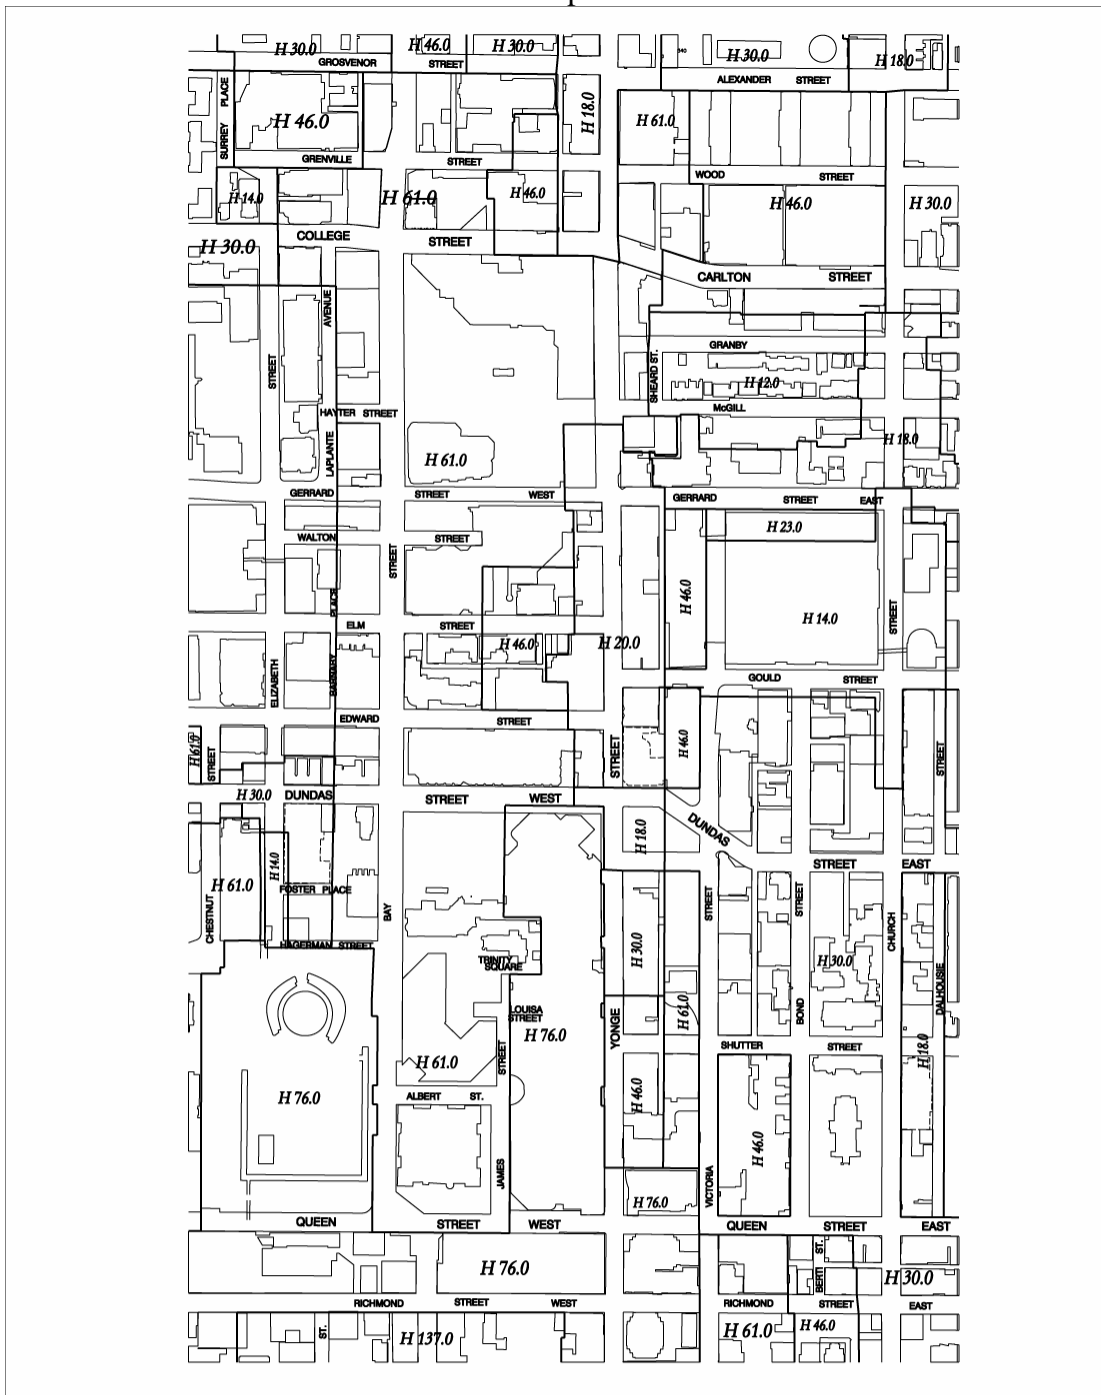 H 30.0
H 46.0
H 30.0
H 30.0
H 18.0
GROSVENOR
STREET
ALEXANDER STREET
340
SURREY PLACE
H 46.0
H 18.0
H 61.0
GRENVILLE
STREET
WOOD
STREET
H 14.0
H 61.0
H 46.0
H 46.0
H 30.0
COLLEGE
STREET
H 30.0
CARLTON
STREET
AVENUE
STREET
GRANBY
SHEARD ST.
H 12.0
McGILL
HAYTER STREET
LAPLANTE
H 18.0
H 61.0
GERRARD
STREET
WEST
GERRARD
STREET
EAST
H 23.0
WALTON
STREET
STREET
PLACE
H 46.0
H 14.0
STREET
ELM
STREET
H 46.0
H 20.0
ELIZABETH
BARNABY
GOULD
STREET
EDWARD
STREET
H 61.0
STREET
STREET
H 46.0
STREET
H 30.0
DUNDAS
STREET
WEST
DUNDAS
H 18.0
STREET
EAST
H 14.0
H 61.0
FOSTER PLACE
CHESTNUT
BAY
STREET
STREET
CHURCH
HAGERMAN STREET
TRINITY
SQUARE
H 30.0
H 30.0
DALHOUSIE
LOUISA
STREET
H 76.0
YONGE
H 61.0
BOND
SHUTTER
STREET
H 18.0
H 61.0
STREET
H 76.0
ALBERT ST.
H 46.0
H 46.0
JAMES
VICTORIA
H 76.0
QUEEN
STREET
WEST
QUEEN
STREET
EAST
H 76.0
BERTI ST.
H 30.0
RICHMOND
STREET
WEST
RICHMOND
STREET
EAST
ST.
H 137.0
H 61.0
H 46.0